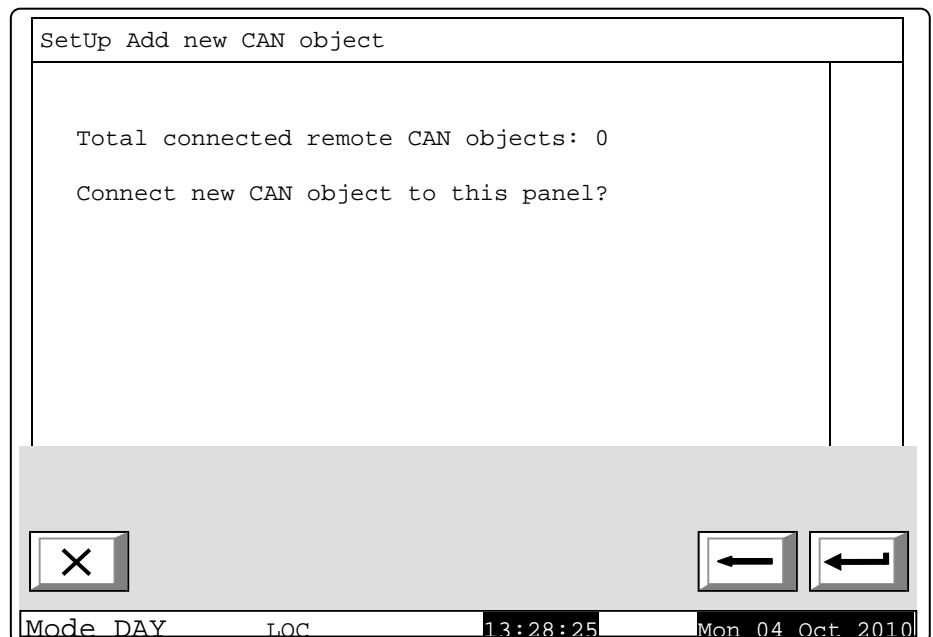 SetUp Add new CAN object
Total connected remote CAN objects: 0
Connect new CAN object to this panel?
Mode DAY LOC 13:28:25 Mon 04 Oct 2010